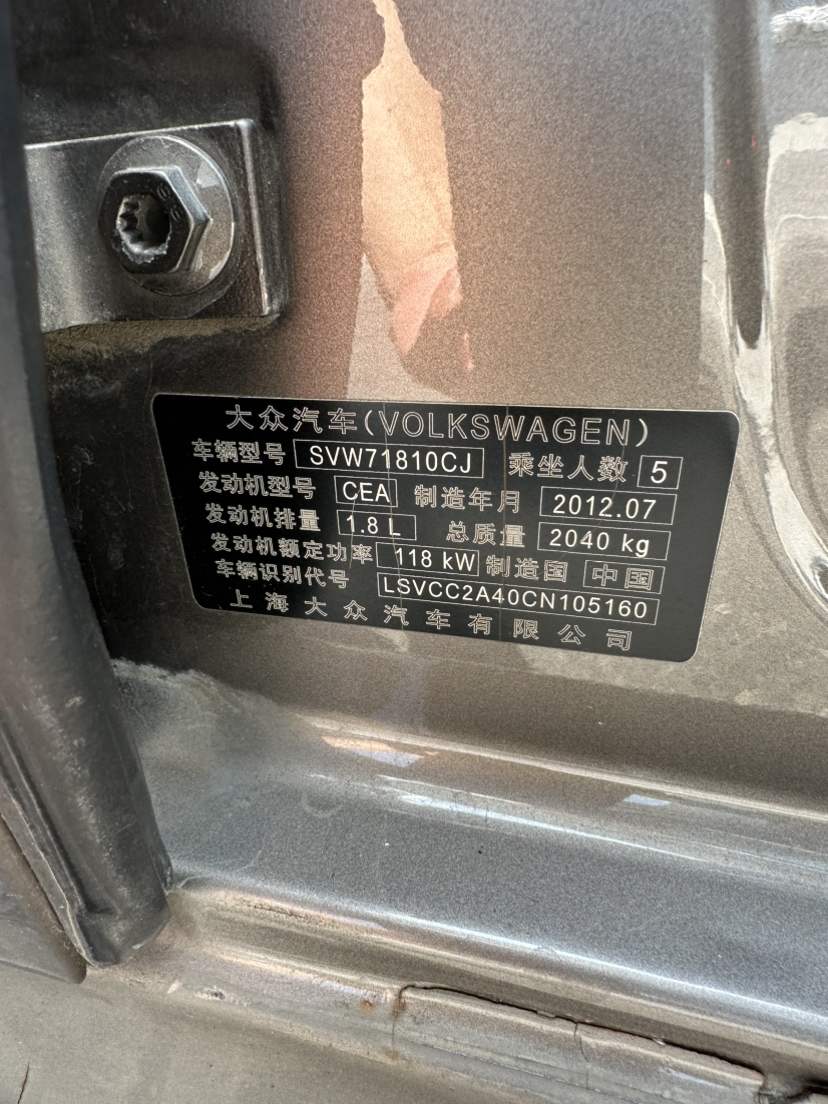 大众汽车(VOLKSWAGEN)
车辆型号 SVW71810CJ 乘坐人数 5
发动机型号 CEA 制造年月 2012.07
发动机排量 1.8 L 总质量 2040 kg
发动机额定功率 118 kW 制造国 中国
车辆识别代号 LSVCC2A40CN105160
上海大众汽车有限公司